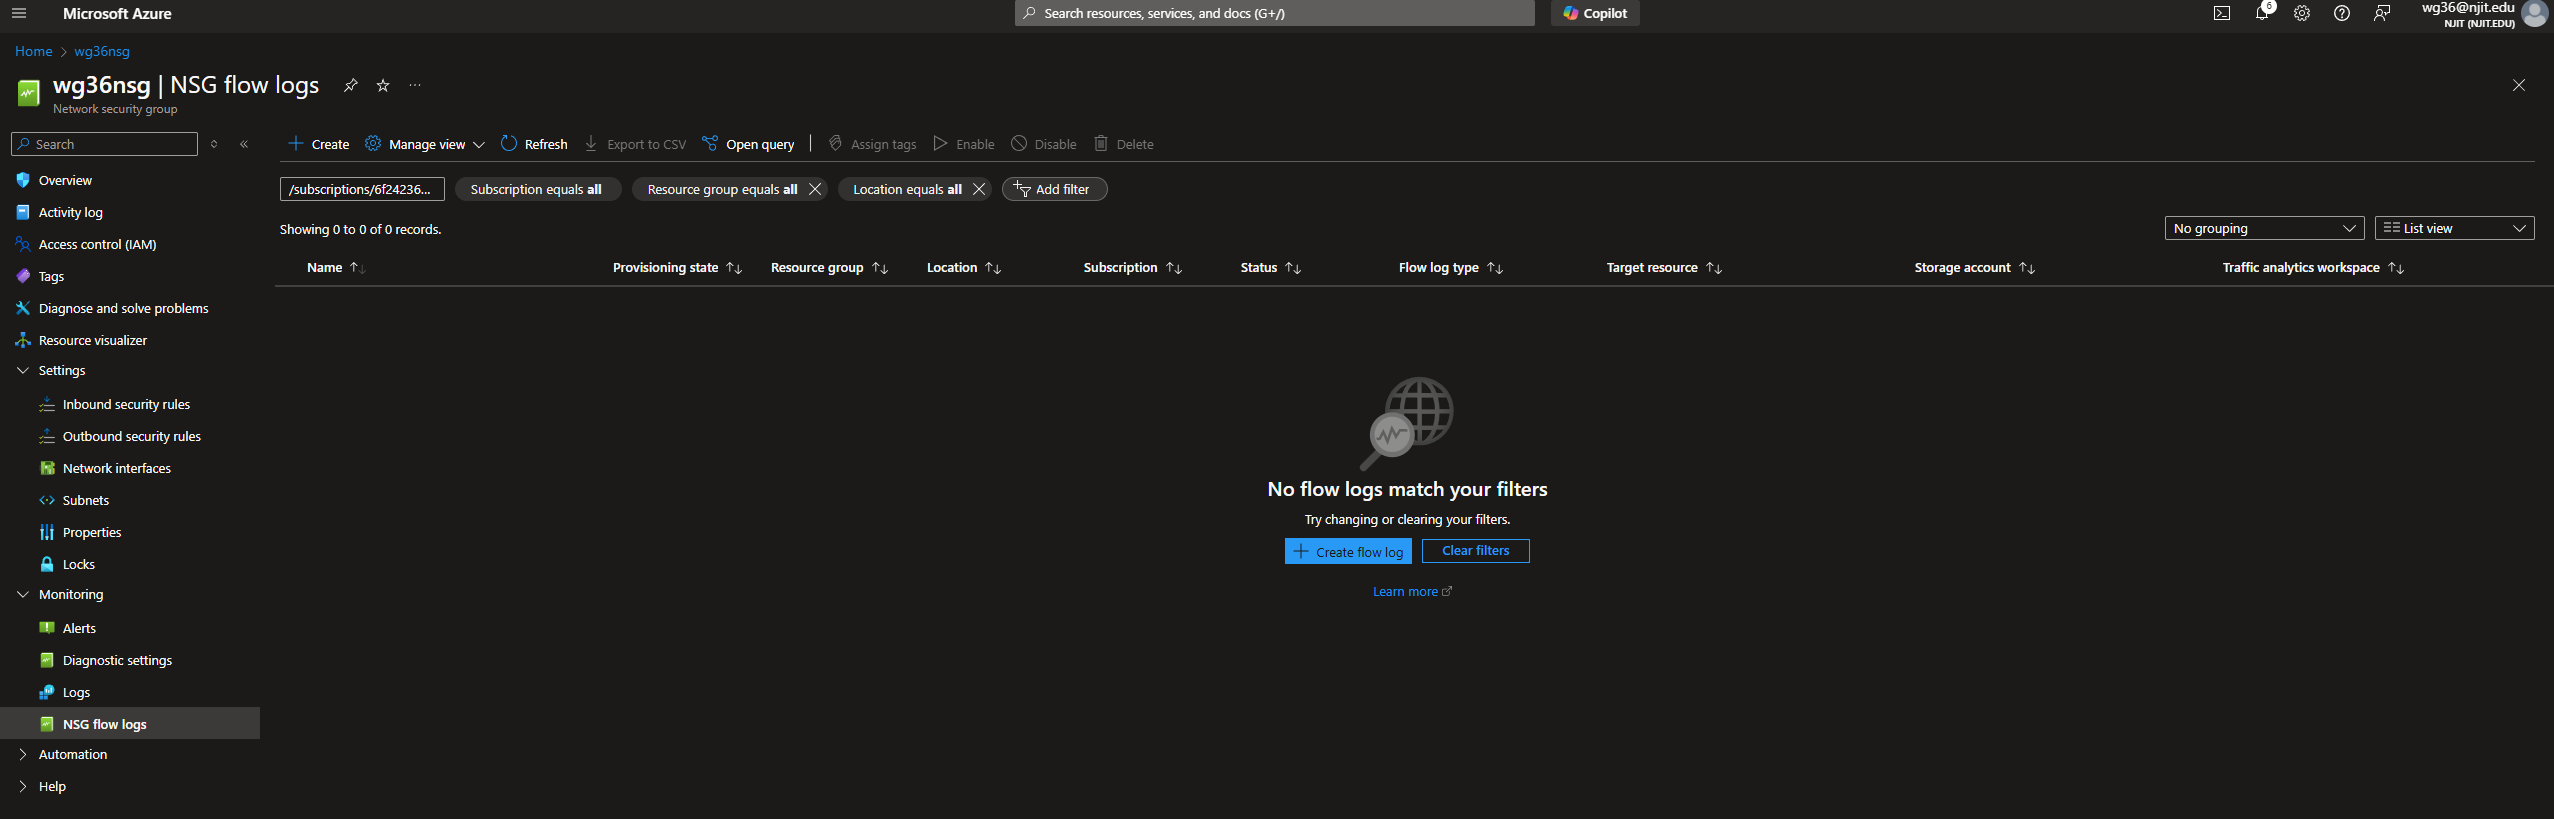 Microsoft Azure
Search resources, services, and docs (G+/)
Copilot
6
wg36@njit.edu
NJIT (NJIT.EDU)
Home > wg36nsg
wg36nsg | NSG flow logs
Network security group
Search
Create
Manage view
Refresh
Export to CSV
Open query
Assign tags
Enable
Disable
Delete
/subscriptions/6f24236...
Subscription equals all
Resource group equals all
Location equals all
Add filter
Showing 0 to 0 of 0 records.
No grouping
List view
Name
Provisioning state
Resource group
Location
Subscription
Status
Flow log type
Target resource
Storage account
Traffic analytics workspace
No flow logs match your filters
Try changing or clearing your filters.
Create flow log
Clear filters
Learn more
Overview
Activity log
Access control (IAM)
Tags
Diagnose and solve problems
Resource visualizer
Settings
Inbound security rules
Outbound security rules
Network interfaces
Subnets
Properties
Locks
Monitoring
Alerts
Diagnostic settings
Logs
NSG flow logs
Automation
Help